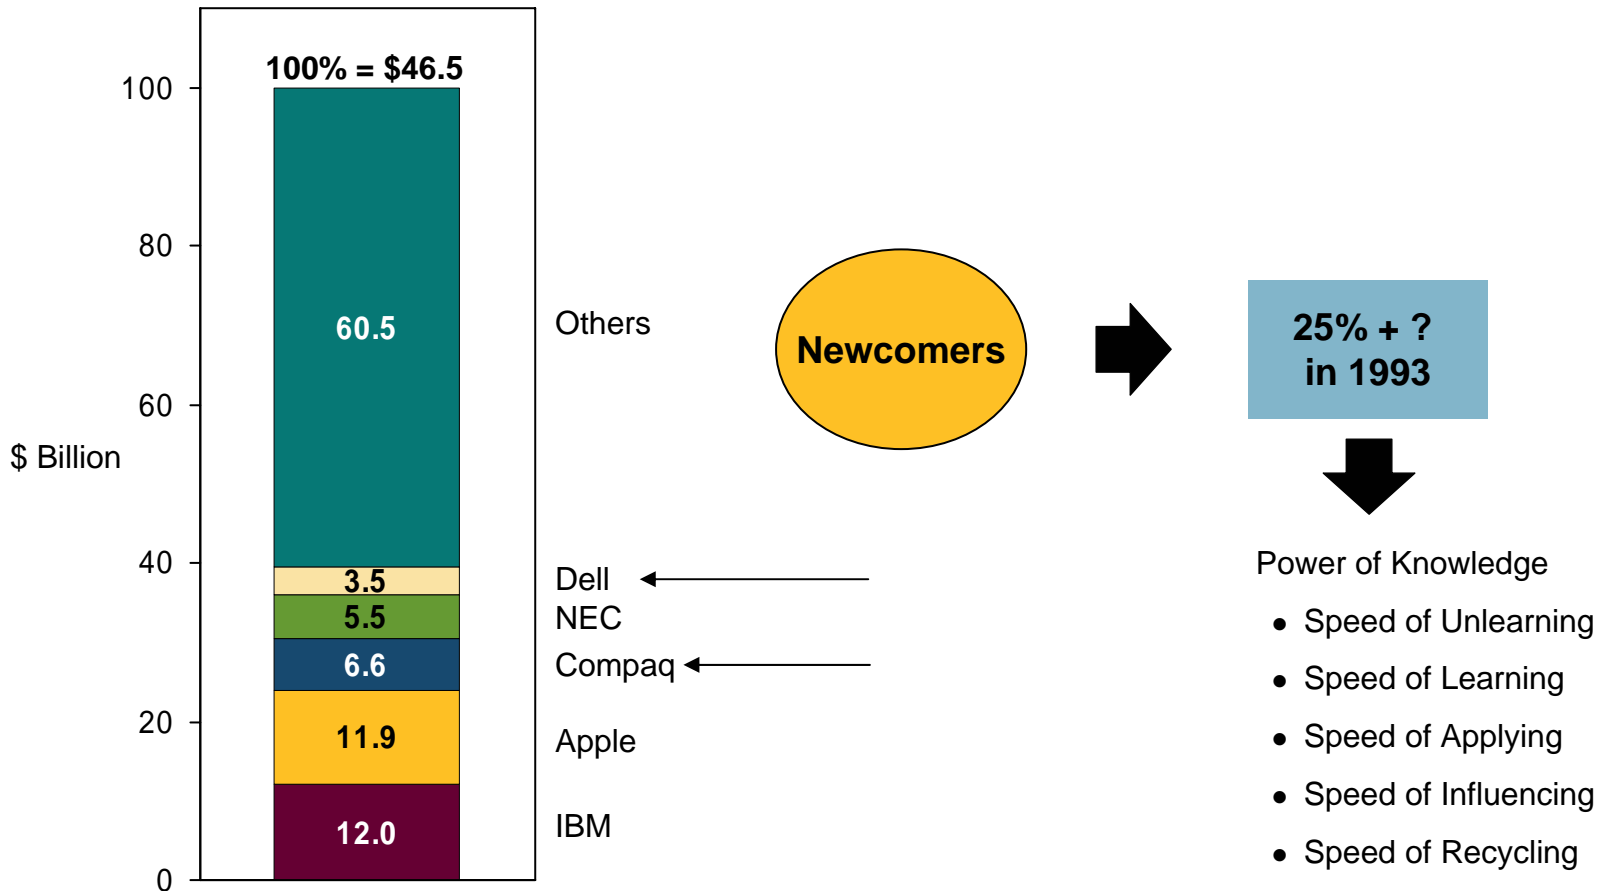 100% = $46.5
100
80
60
$ Billion
40
20
0
60.5
3.5
5.5
6.6
11.9
12.0
Others
Dell
NEC
Compaq
Apple
IBM
Newcomers
25% + ?
in 1993
Power of Knowledge
● Speed of Unlearning
● Speed of Learning
● Speed of Applying
● Speed of Influencing
● Speed of Recycling